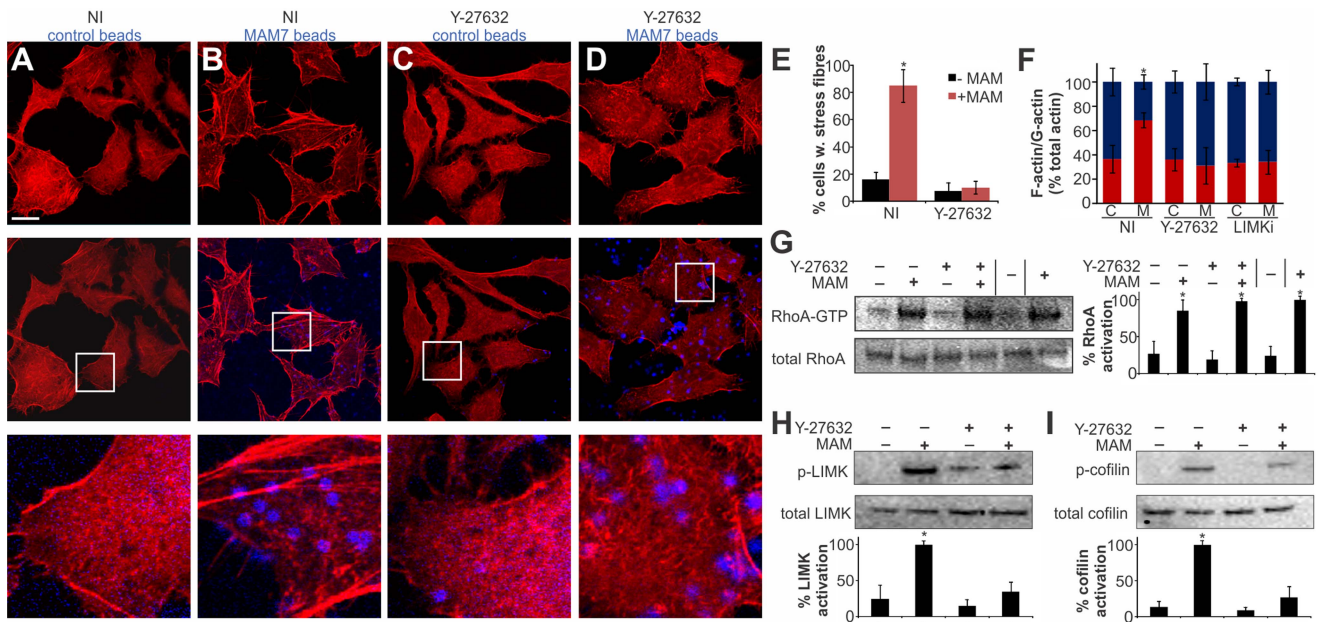 NI
control beads
NI
MAM7 beads
Y-27632
control beads
Y-27632
MAM7 beads
A
B
C
D
E
% cells w. stress fibres
100
80
60
40
20
0
*
- MAM
+MAM
NI
Y-27632
F
F-actin/G-actin
(% total actin)
100
80
60
40
20
0
*
C M C M C M
NI Y-27632 LIMKi
G
Y-27632 – – + + – +
MAM – + – +
RhoA-GTP
total RhoA
Y-27632 – – + + – +
MAM – + – +
* * *
100
50
% RhoA
activation
H
Y-27632 – – + +
MAM – + – +
p-LIMK
total LIMK
*
100
50
% LIMK
activation
I
Y-27632 – – + +
MAM – + – +
p-cofilin
total cofilin
*
100
50
% cofilin
activation